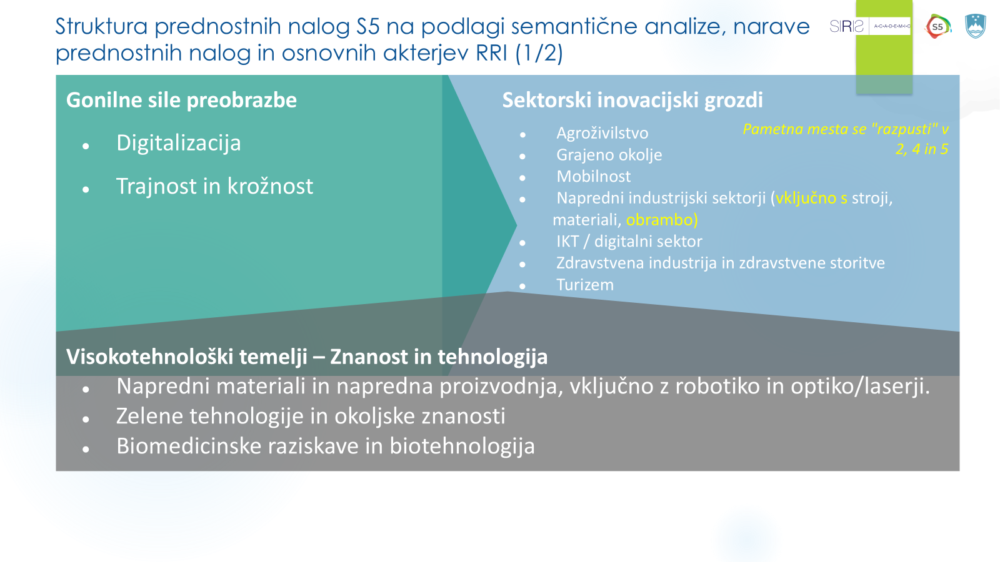 Struktura prednostnih nalog S5 na podlagi semantične analize, narave
prednostnih nalog in osnovnih akterjev RRI (1/2)
SIRIS A•C•A•D•E•M•I•C
S5
Gonilne sile preobrazbe
• Digitalizacija
• Trajnost in krožnost
Sektorski inovacijski grozdi
Pametna mesta se "razpusti" v
2, 4 in 5
• Agroživilstvo
• Grajeno okolje
• Mobilnost
• Napredni industrijski sektorji (vključno s stroji,
materiali, obrambo)
• IKT / digitalni sektor
• Zdravstvena industrija in zdravstvene storitve
• Turizem
Visokotehnološki temelji – Znanost in tehnologija
• Napredni materiali in napredna proizvodnja, vključno z robotiko in optiko/laserji.
• Zelene tehnologije in okoljske znanosti
• Biomedicinske raziskave in biotehnologija